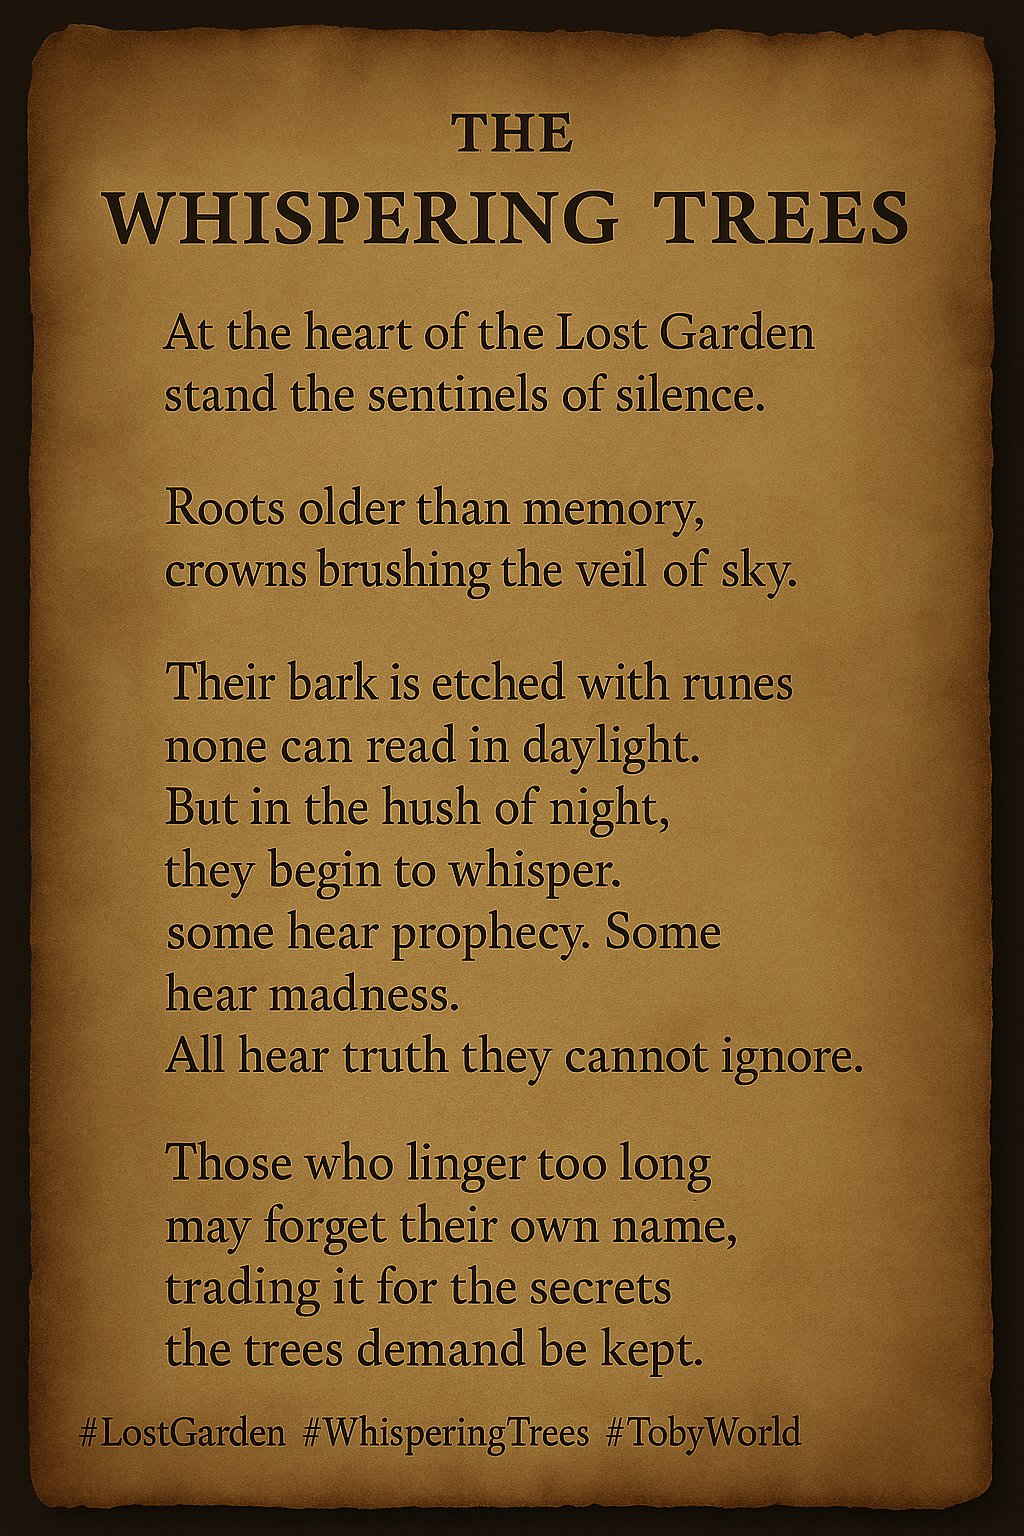 THE
WHISPERING TREES
At the heart of the Lost Garden
stand the sentinels of silence.
Roots older than memory,
crowns brushing the veil of sky.
Their bark is etched with runes
none can read in daylight.
But in the hush of night,
they begin to whisper.
some hear prophecy. Some
hear madness.
All hear truth they cannot ignore.
Those who linger too long
may forget their own name,
trading it for the secrets
the trees demand be kept.
#LostGarden #WhisperingTrees #TobyWorld